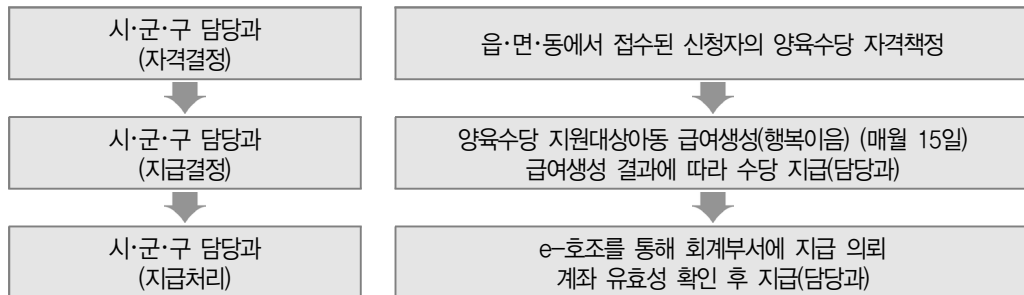 시·군·구 담당과
(자격결정)
읍·면·동에서 접수된 신청자의 양육수당 자격책정
시·군·구 담당과
(지급결정)
양육수당 지원대상아동 급여생성(행복이음) (매월 15일)
급여생성 결과에 따라 수당 지급(담당과)
시·군·구 담당과
(지급처리)
e-호조를 통해 회계부서에 지급 의뢰
계좌 유효성 확인 후 지급(담당과)